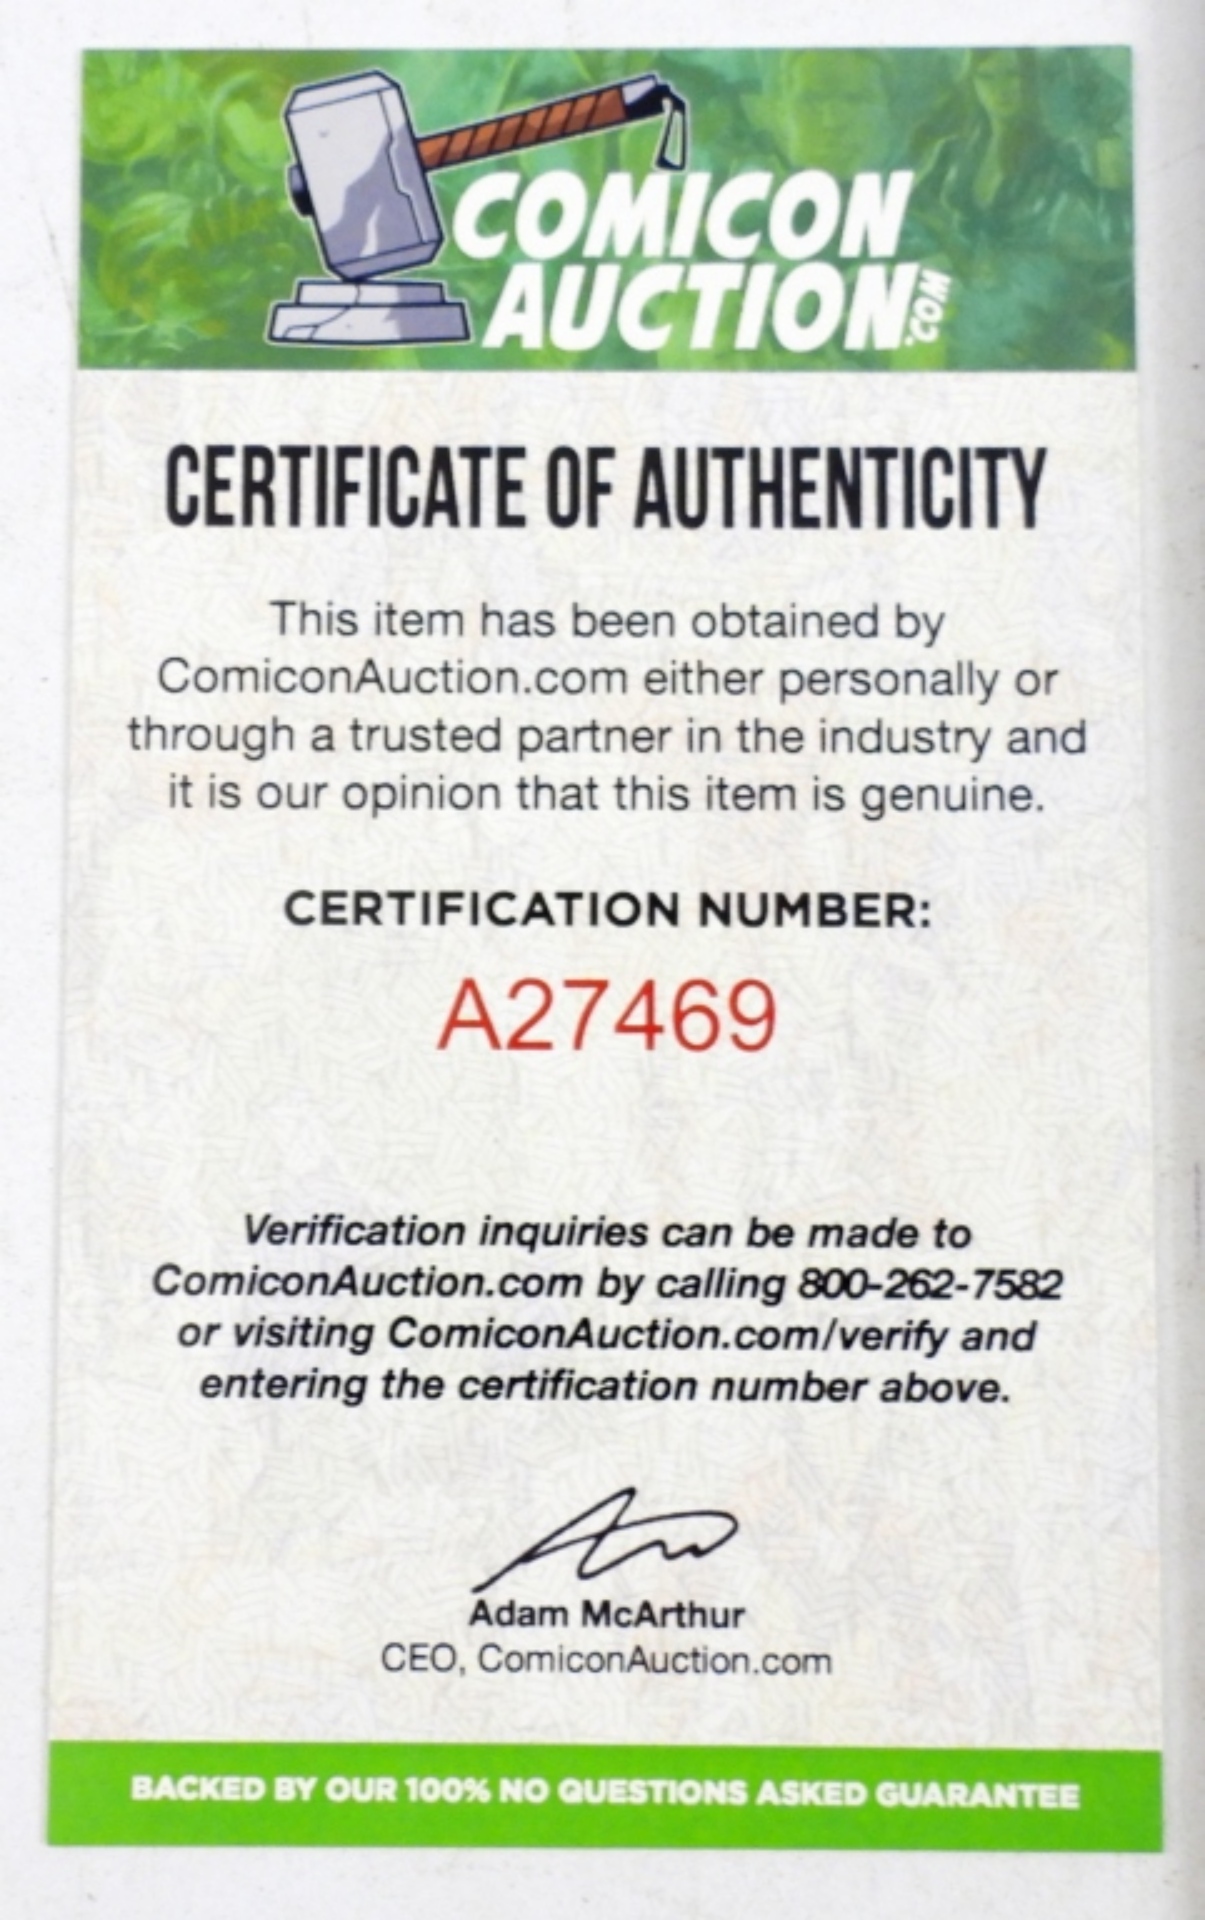 COMICON
AUCTION.COM
CERTIFICATE OF AUTHENTICITY
This item has been obtained by
ComiconAuction.com either personally or
through a trusted partner in the industry and
it is our opinion that this item is genuine.
CERTIFICATION NUMBER:
A27469
Verification inquiries can be made to
ComiconAuction.com by calling 800-262-7582
or visiting ComiconAuction.com/verify and
entering the certification number above.
Adam McArthur
CEO, ComiconAuction.com
BACKED BY OUR 100% NO QUESTIONS ASKED GUARANTEE